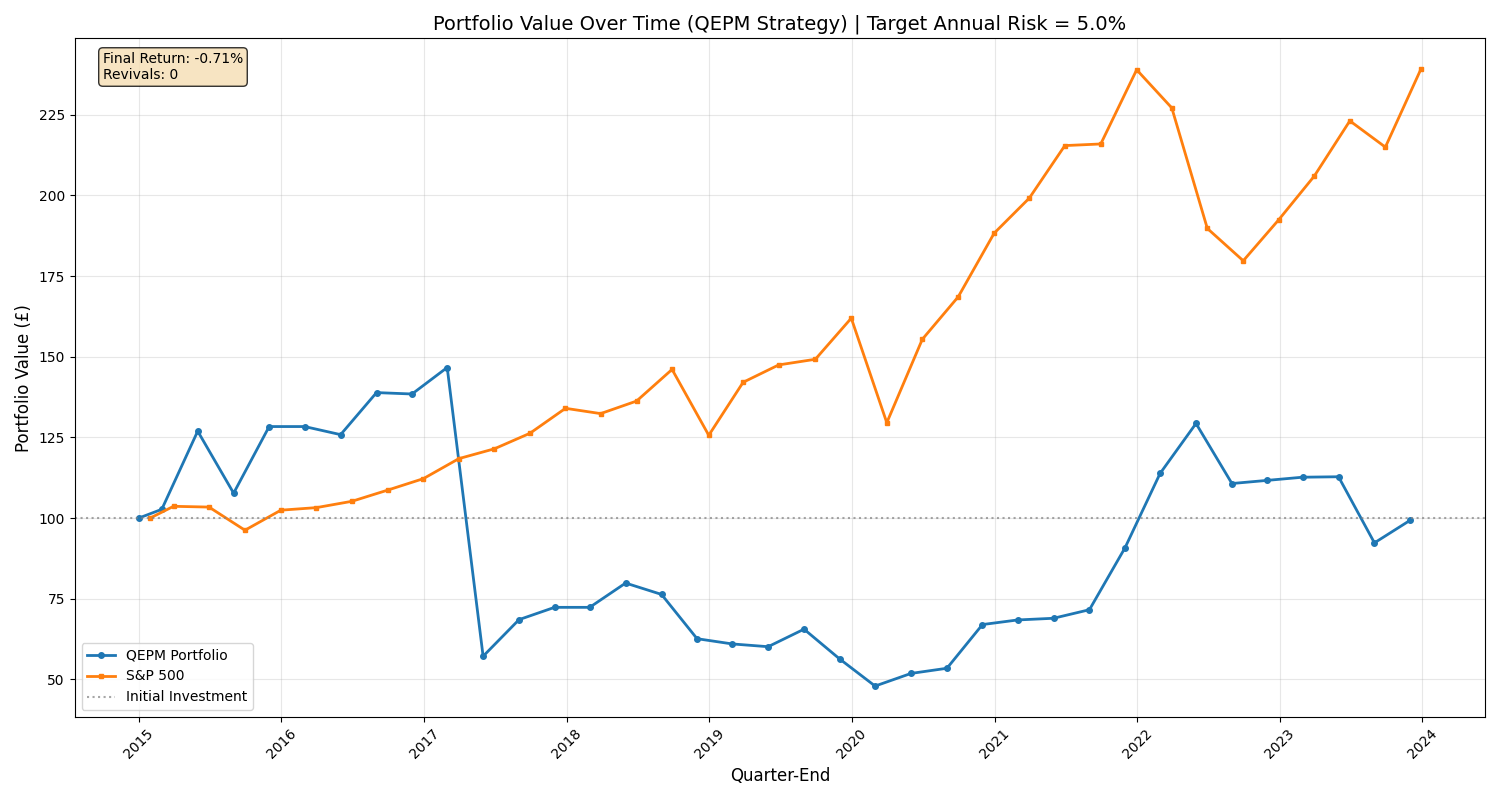 Portfolio Value Over Time (QEPM Strategy) | Target Annual Risk = 5.0%
Final Return: -0.71%
Revivals: 0
Portfolio Value (£)
225
200
175
150
125
100
75
50
QEPM Portfolio
S&P 500
Initial Investment
2015
2016
2017
2018
2019
2020
2021
2022
2023
2024
Quarter-End